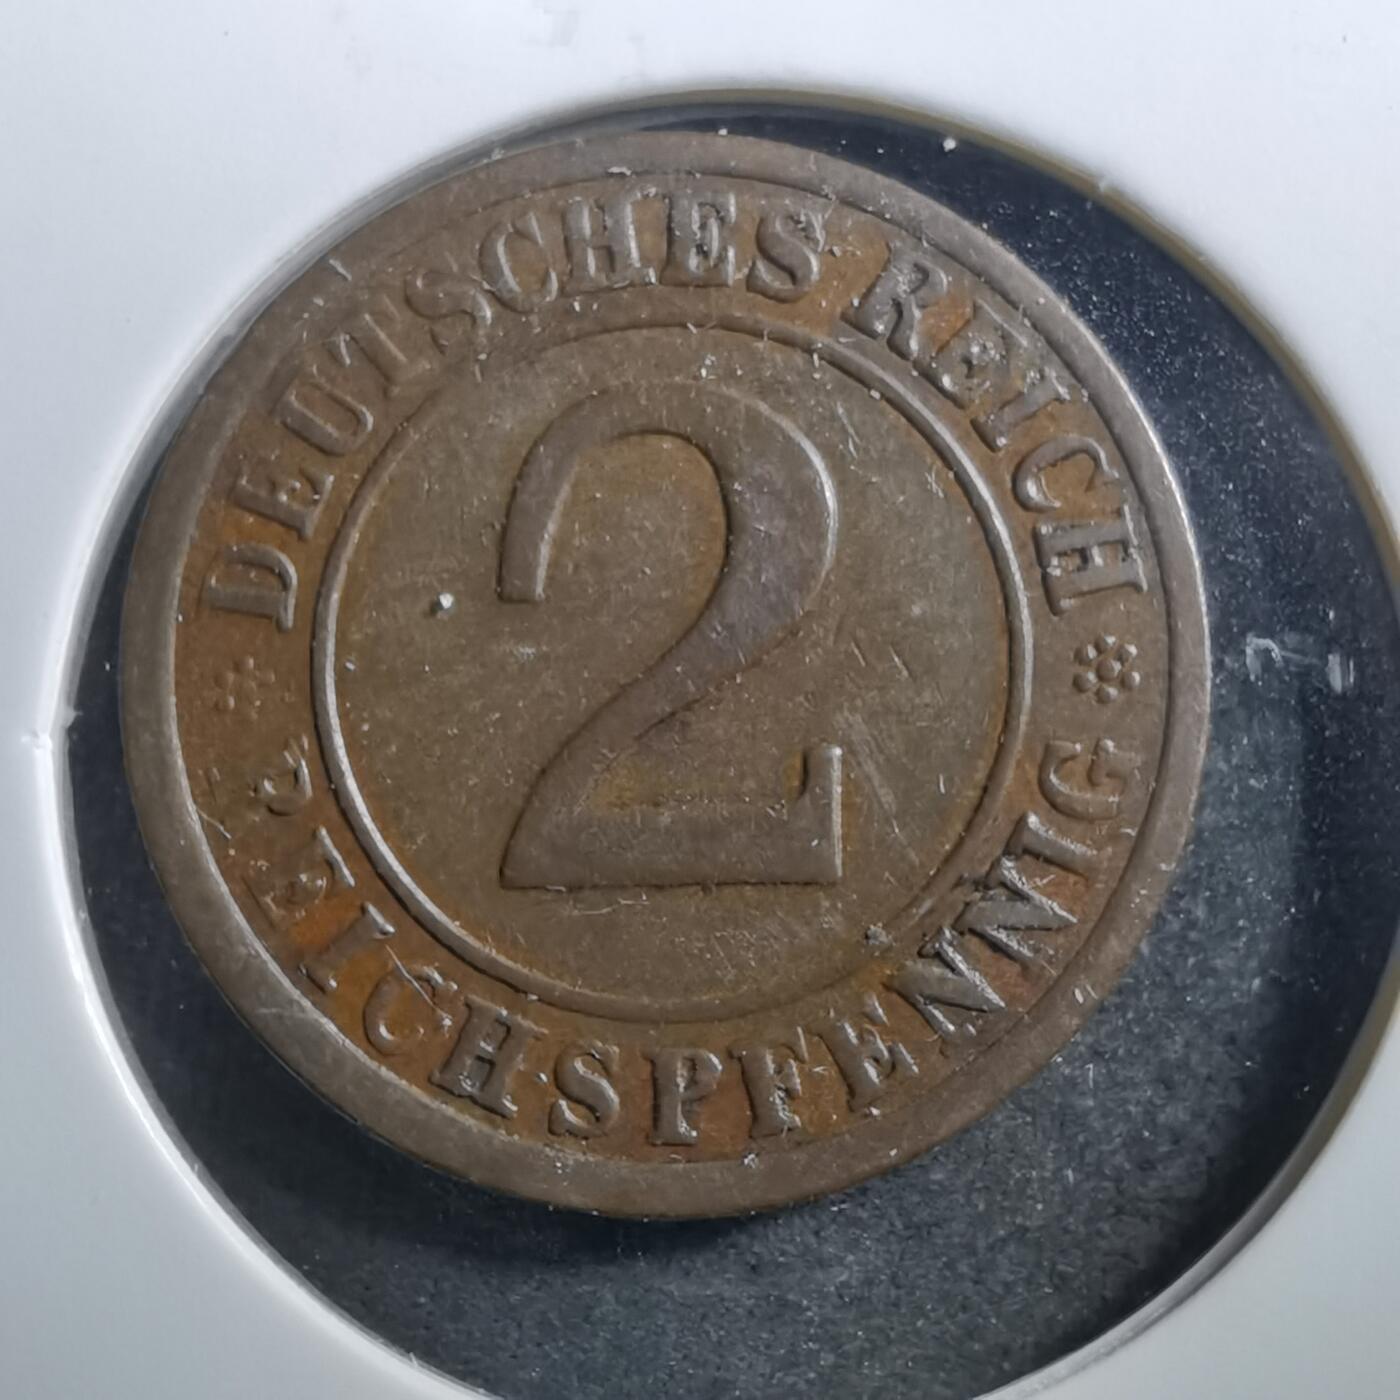 DEUTSCHES REICH
2
REICHSPFENNIG